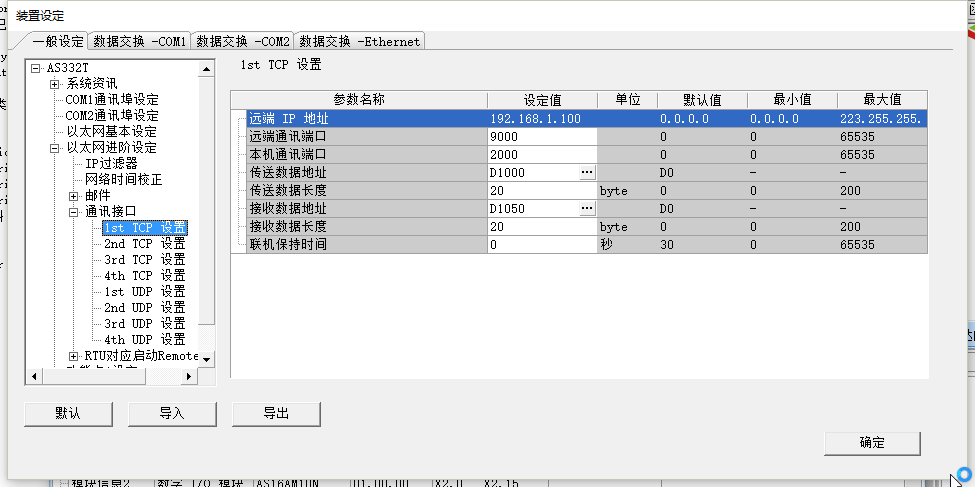 装置设定
一般设定 数据交换 -COM1 数据交换 -COM2 数据交换 -Ethernet
AS332T
系统资讯
COM1通讯埠设定
COM2通讯埠设定
以太网基本设定
以太网进阶设定
IP过滤器
网络时间校正
邮件
通讯接口
1st TCP 设置
2nd TCP 设置
3rd TCP 设置
4th TCP 设置
1st UDP 设置
2nd UDP 设置
3rd UDP 设置
4th UDP 设置
RTU对应启动Remote
1st TCP 设置
参数名称 设定值 单位 默认值 最小值 最大值
远端 IP 地址 192.168.1.100 0.0.0.0 0.0.0.0 223.255.255.
远端通讯端口 9000 0 0 65535
本机通讯端口 2000 0 0 65535
传送数据地址 D1000 ... D0 - -
传送数据长度 20 byte 0 0 200
接收数据地址 D1050 ... D0 - -
接收数据长度 20 byte 0 0 200
联机保持时间 0 秒 30 0 65535
默认 导入 导出
确定